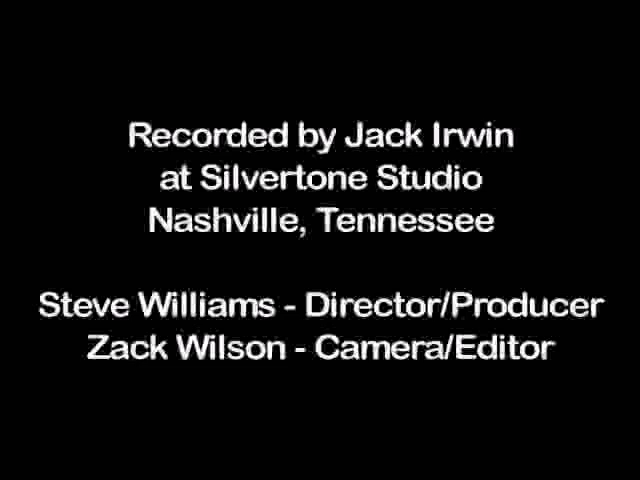 Recorded by Jack Irwin
at Silvertone Studio
Nashville, Tennessee
Steve Williams - Director/Producer
Zack Wilson - Camera/Editor